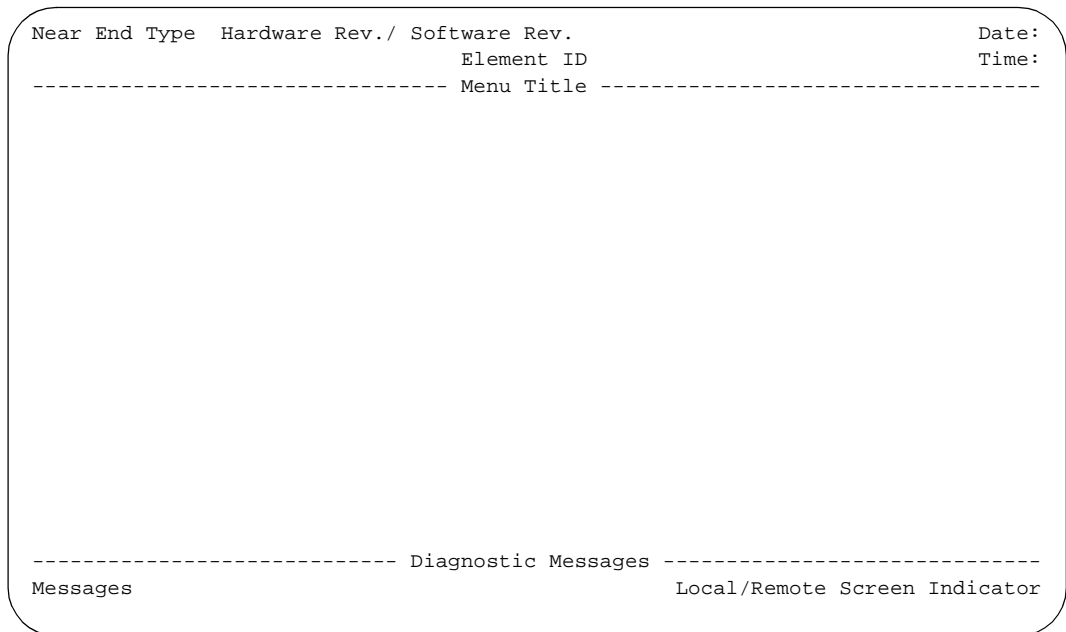 Near End Type  Hardware Rev./ Software Rev.                                Date:
                                  Element ID                               Time:
--------------------------------- Menu Title -----------------------------------
----------------------------- Diagnostic Messages ------------------------------
Messages                                           Local/Remote Screen Indicator